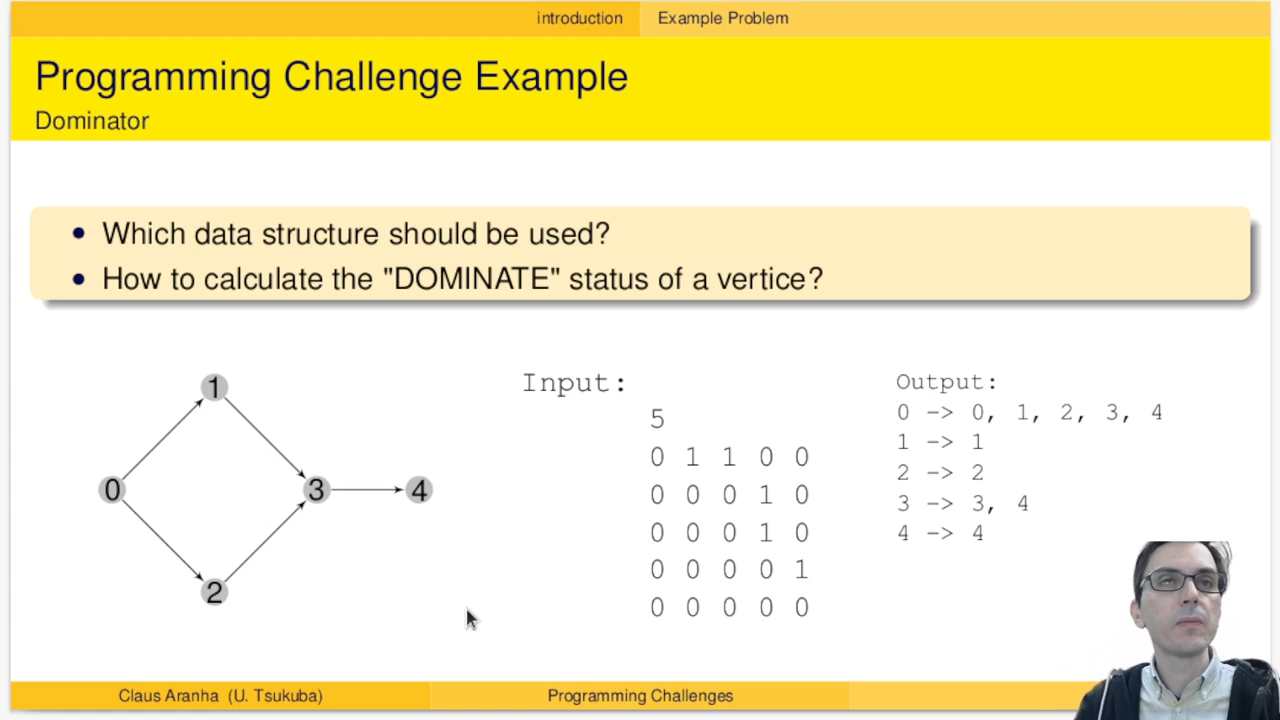 introduction Example Problem
Programming Challenge Example
Dominator
• Which data structure should be used?
• How to calculate the "DOMINATE" status of a vertice?
1
0 3 4
2
Input:
5
0 1 1 0 0
0 0 0 1 0
0 0 0 1 0
0 0 0 0 1
0 0 0 0 0
Output:
0 -> 0, 1, 2, 3, 4
1 -> 1
2 -> 2
3 -> 3, 4
4 -> 4
Claus Aranha (U. Tsukuba) Programming Challenges